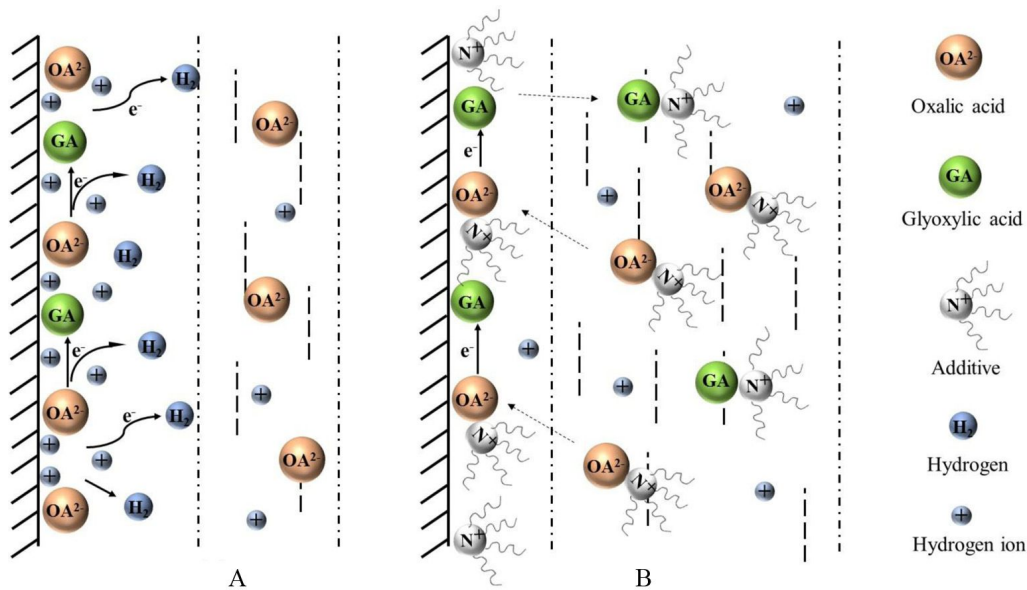 OA²⁻
H₂
e⁻
OA²⁻
GA
e⁻
H₂
OA²⁻
H₂
OA²⁻
GA
e⁻
H₂
OA²⁻
e⁻
H₂
OA²⁻
H₂
OA²⁻
A
N⁺
GA
GA
N⁺
e⁻
OA²⁻
OA²⁻
N⁺
N⁺
OA²⁻
N⁺
GA
e⁻
GA
N⁺
OA²⁻
N⁺
OA²⁻
N⁺
N⁺
B
OA²⁻
Oxalic acid
GA
Glyoxylic acid
N⁺
Additive
H₂
Hydrogen
+
Hydrogen ion